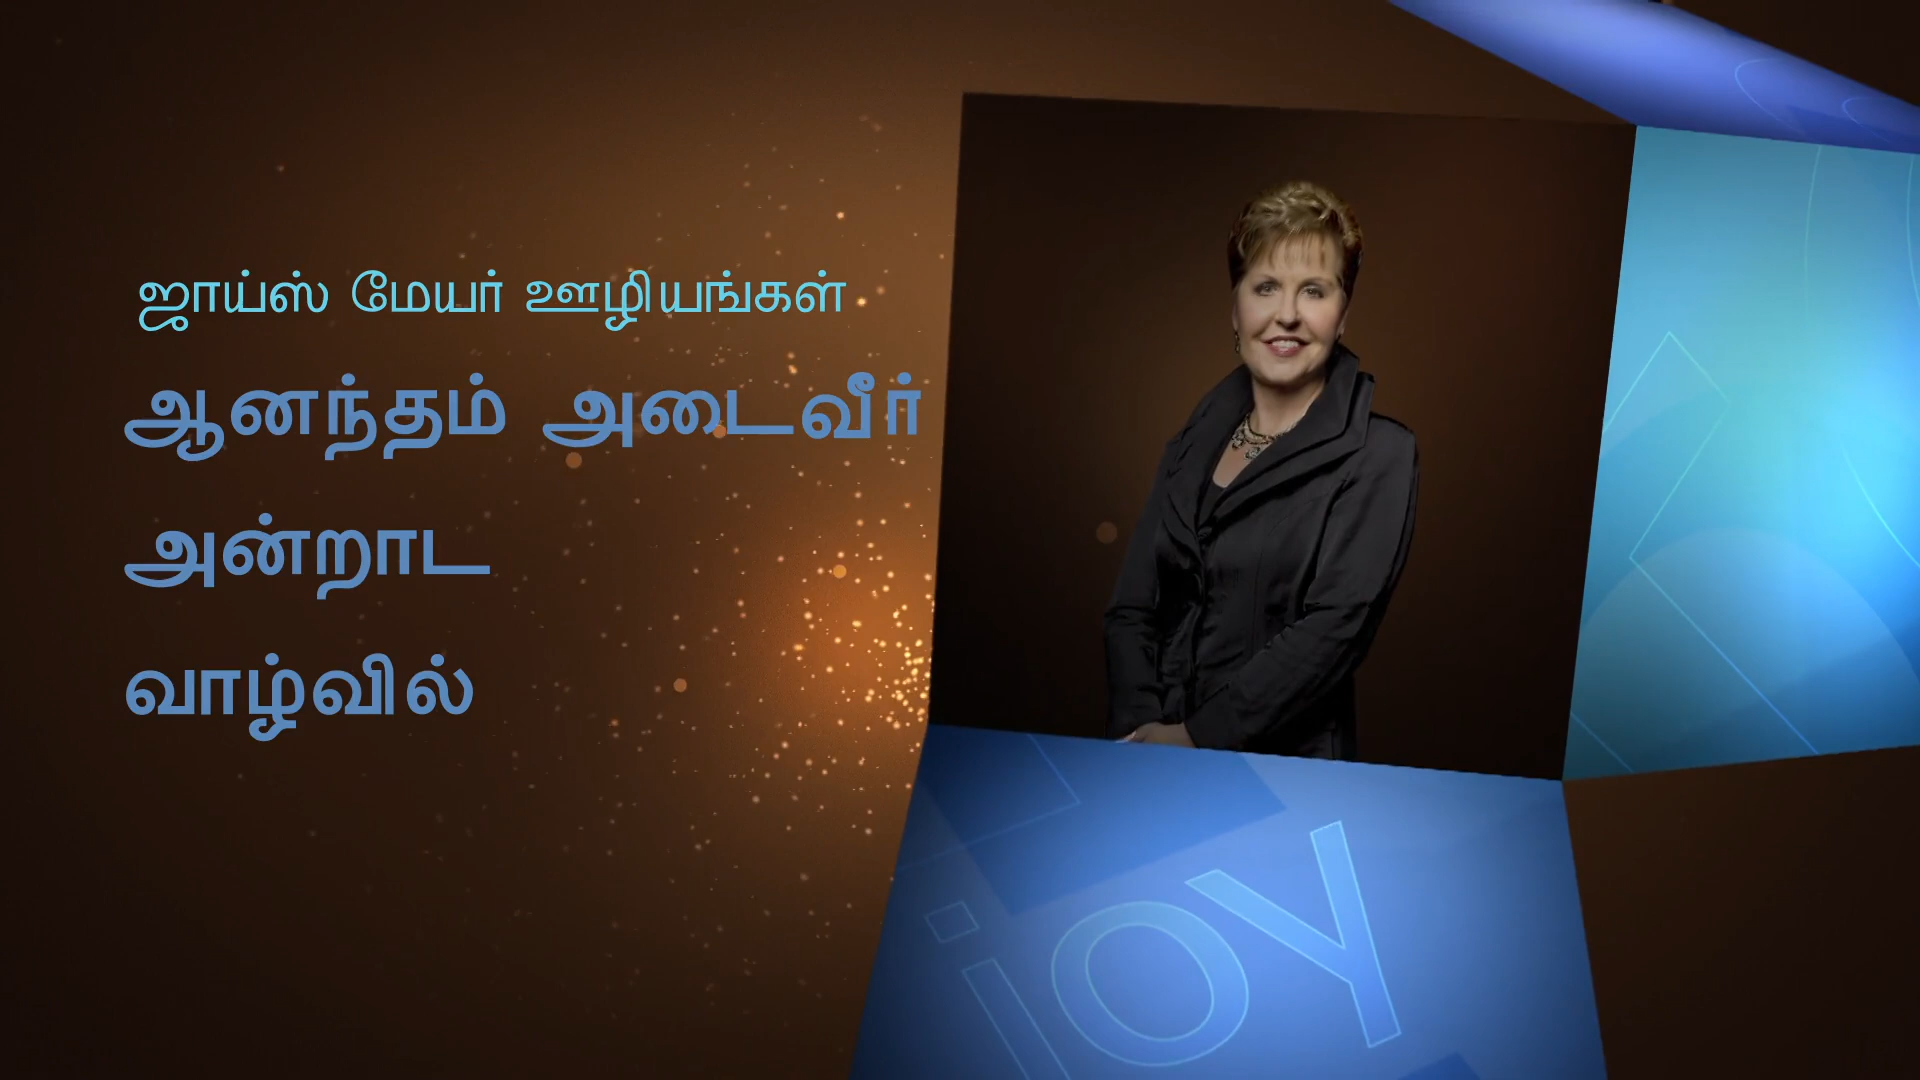 ஜாய்ஸ் மேயர் ஊழியங்கள்
ஆனந்தம் அடைவீர்
அன்றாட
வாழ்வில்
joy